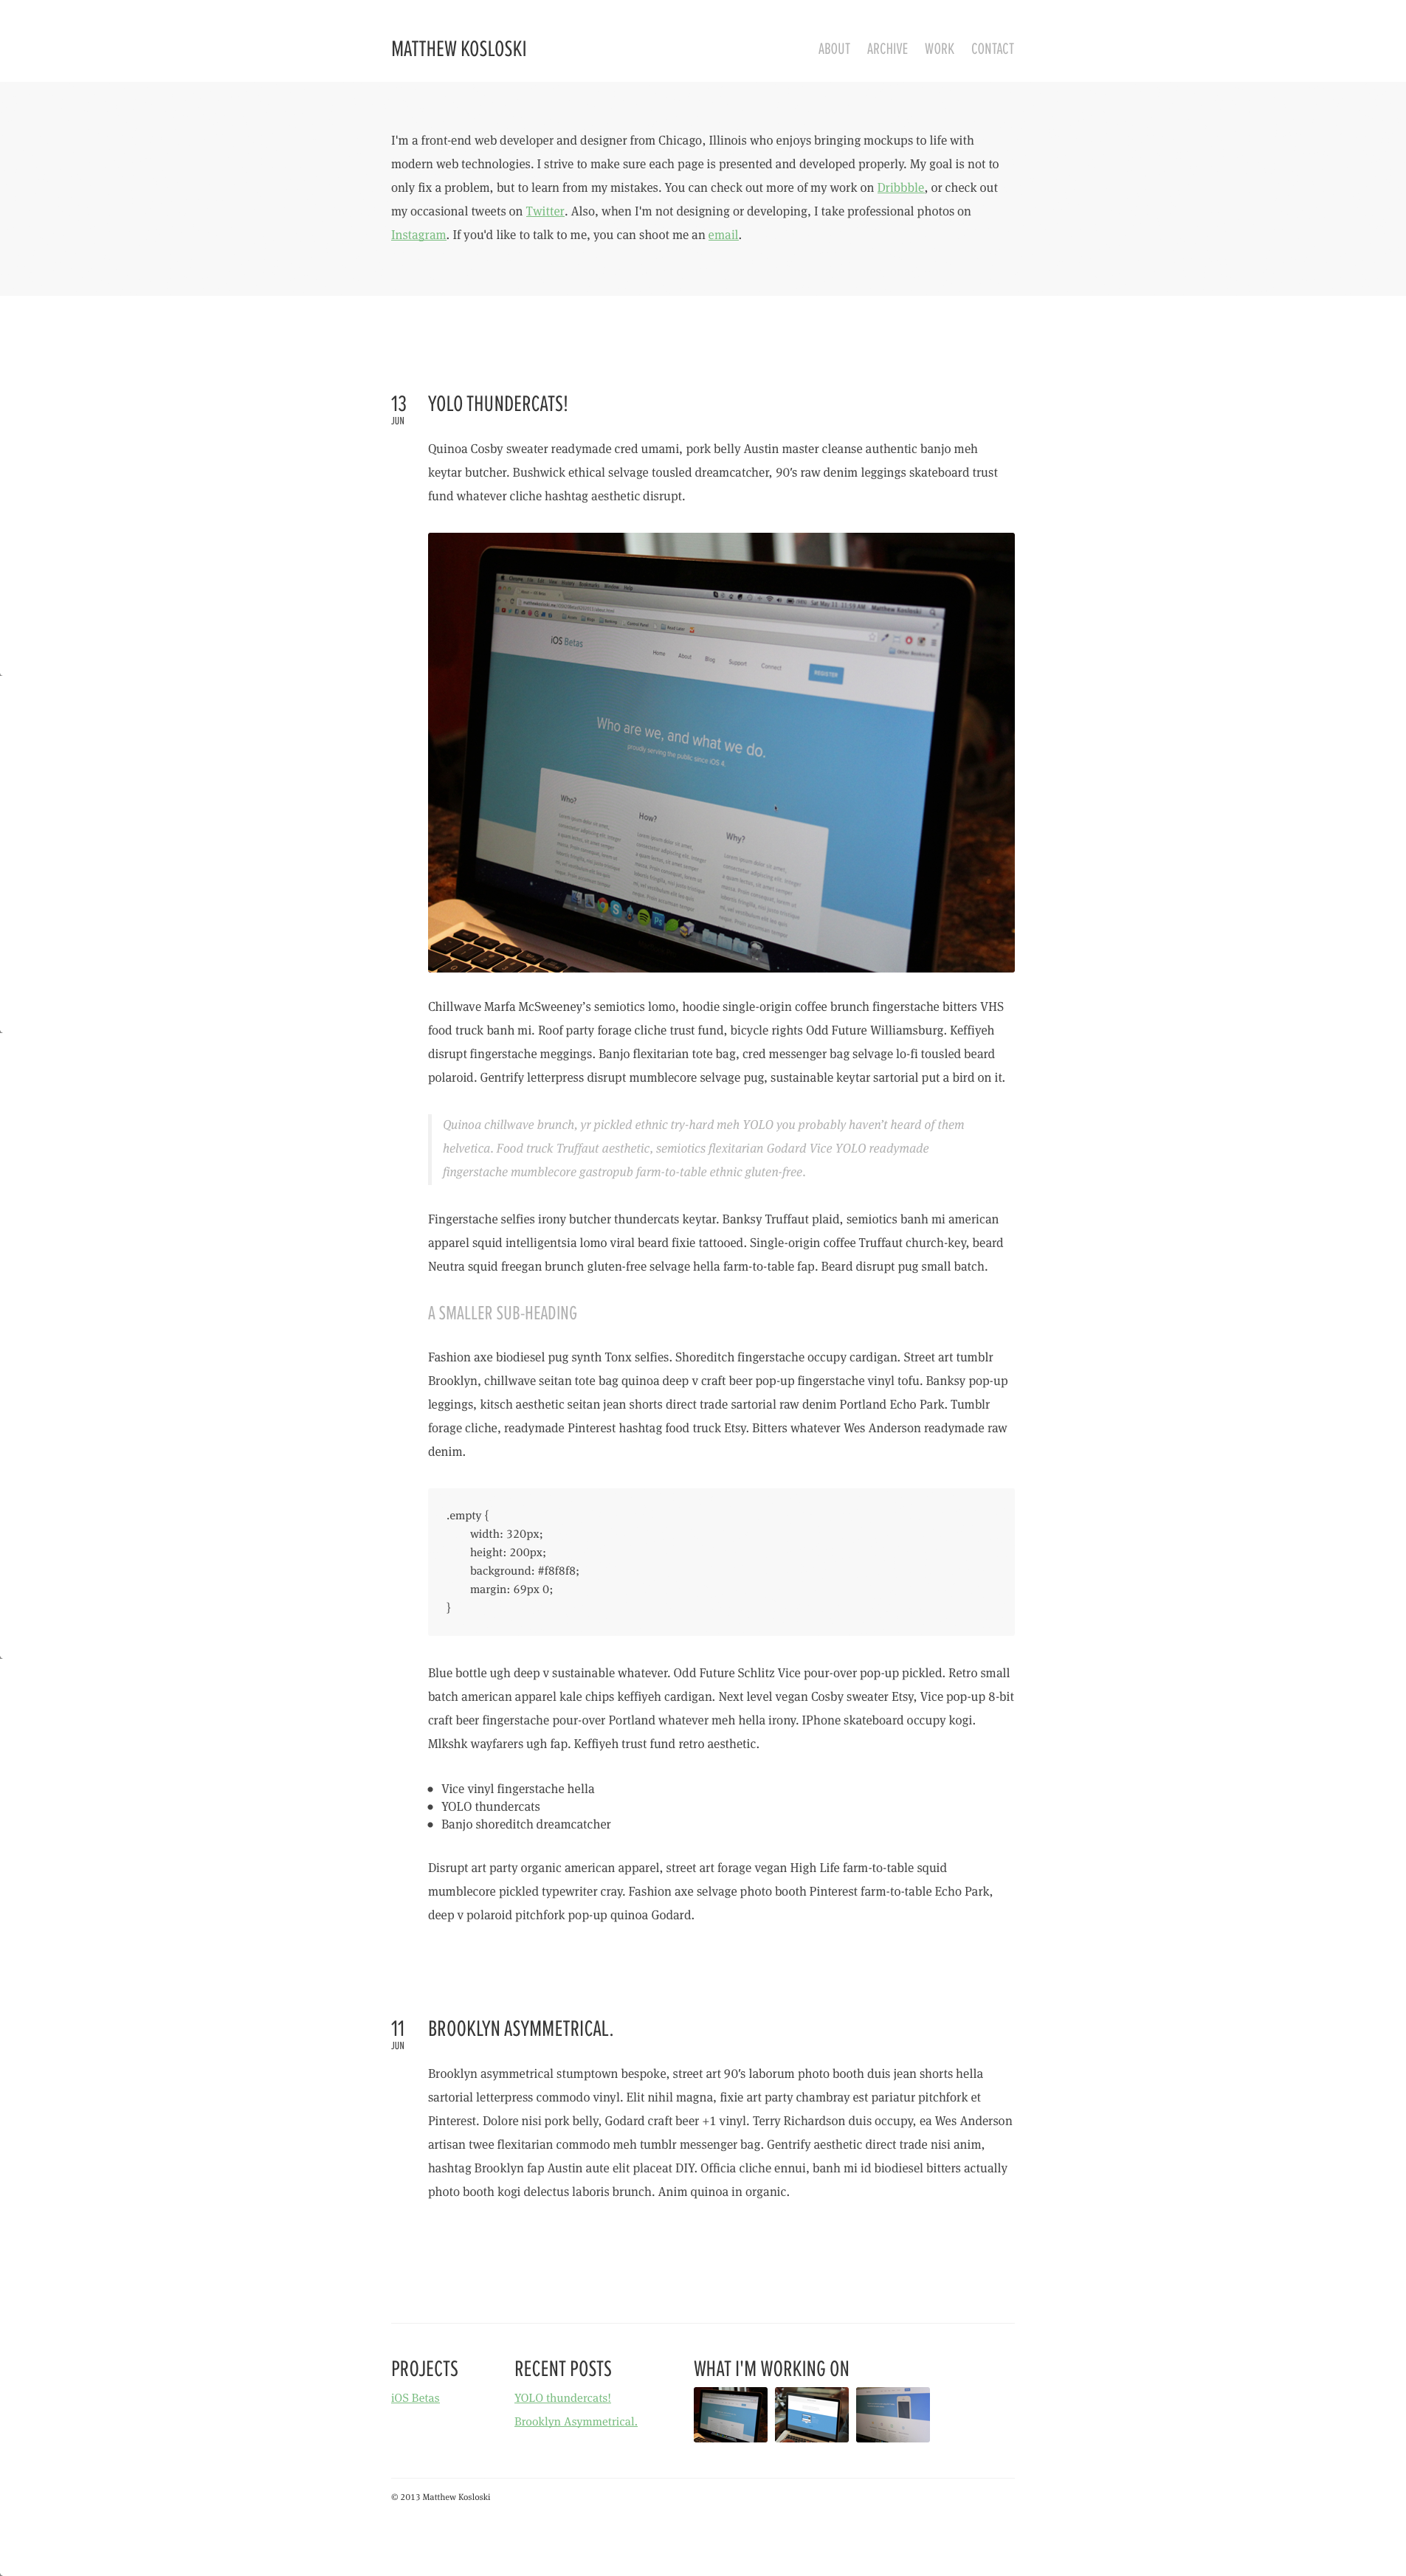 MATTHEW KOSLOSKI
ABOUT ARCHIVE WORK CONTACT
I'm a front-end web developer and designer from Chicago, Illinois who enjoys bringing mockups to life with
modern web technologies. I strive to make sure each page is presented and developed properly. My goal is not to
only fix a problem, but to learn from my mistakes. You can check out more of my work on Dribbble, or check out
my occasional tweets on Twitter. Also, when I'm not designing or developing, I take professional photos on
Instagram. If you'd like to talk to me, you can shoot me an email.
13
JUN
YOLO THUNDERCATS!
Quinoa Cosby sweater readymade cred umami, pork belly Austin master cleanse authentic banjo meh
keytar butcher. Bushwick ethical selvage tousled dreamcatcher, 90's raw denim leggings skateboard trust
fund whatever cliche hashtag aesthetic disrupt.
iOS Betas
Home About Blog Support Connect REGISTER
Who are we, and what we do.
proudly serving the public since iOS 4.
Who? How? Why?
Chillwave Marfa McSweeney's semiotics lomo, hoodie single-origin coffee brunch fingerstache bitters VHS
food truck banh mi. Roof party forage cliche trust fund, bicycle rights Odd Future Williamsburg. Keffiyeh
disrupt fingerstache meggings. Banjo flexitarian tote bag, cred messenger bag selvage lo-fi tousled beard
polaroid. Gentrify letterpress disrupt mumblecore selvage pug, sustainable keytar sartorial put a bird on it.
Quinoa chillwave brunch, yr pickled ethnic try-hard meh YOLO you probably haven't heard of them
helvetica. Food truck Truffaut aesthetic, semiotics flexitarian Godard Vice YOLO readymade
fingerstache mumblecore gastropub farm-to-table ethnic gluten-free.
Fingerstache selfies irony butcher thundercats keytar. Banksy Truffaut plaid, semiotics banh mi american
apparel squid intelligentsia lomo viral beard fixie tattooed. Single-origin coffee Truffaut church-key, beard
Neutra squid freegan brunch gluten-free selvage hella farm-to-table fap. Beard disrupt pug small batch.
A SMALLER SUB-HEADING
Fashion axe biodiesel pug synth Tonx selfies. Shoreditch fingerstache occupy cardigan. Street art tumblr
Brooklyn, chillwave seitan tote bag quinoa deep v craft beer pop-up fingerstache vinyl tofu. Banksy pop-up
leggings, kitsch aesthetic seitan jean shorts direct trade sartorial raw denim Portland Echo Park. Tumblr
forage cliche, readymade Pinterest hashtag food truck Etsy. Bitters whatever Wes Anderson readymade raw
denim.
.empty {
width: 320px;
height: 200px;
background: #f8f8f8;
margin: 69px 0;
}
Blue bottle ugh deep v sustainable whatever. Odd Future Schlitz Vice pour-over pop-up pickled. Retro small
batch american apparel kale chips keffiyeh cardigan. Next level vegan Cosby sweater Etsy, Vice pop-up 8-bit
craft beer fingerstache pour-over Portland whatever meh hella irony. IPhone skateboard occupy kogi.
Mlkshk wayfarers ugh fap. Keffiyeh trust fund retro aesthetic.
• Vice vinyl fingerstache hella
• YOLO thundercats
• Banjo shoreditch dreamcatcher
Disrupt art party organic american apparel, street art forage vegan High Life farm-to-table squid
mumblecore pickled typewriter cray. Fashion axe selvage photo booth Pinterest farm-to-table Echo Park,
deep v polaroid pitchfork pop-up quinoa Godard.
11
JUN
BROOKLYN ASYMMETRICAL.
Brooklyn asymmetrical stumptown bespoke, street art 90's laborum photo booth duis jean shorts hella
sartorial letterpress commodo vinyl. Elit nihil magna, fixie art party chambray est pariatur pitchfork et
Pinterest. Dolore nisi pork belly, Godard craft beer +1 vinyl. Terry Richardson duis occupy, ea Wes Anderson
artisan twee flexitarian commodo meh tumblr messenger bag. Gentrify aesthetic direct trade nisi anim,
hashtag Brooklyn fap Austin aute elit placeat DIY. Officia cliche ennui, banh mi id biodiesel bitters actually
photo booth kogi delectus laboris brunch. Anim quinoa in organic.
PROJECTS
iOS Betas
RECENT POSTS
YOLO thundercats!
Brooklyn Asymmetrical.
WHAT I'M WORKING ON
© 2013 Matthew Kosloski